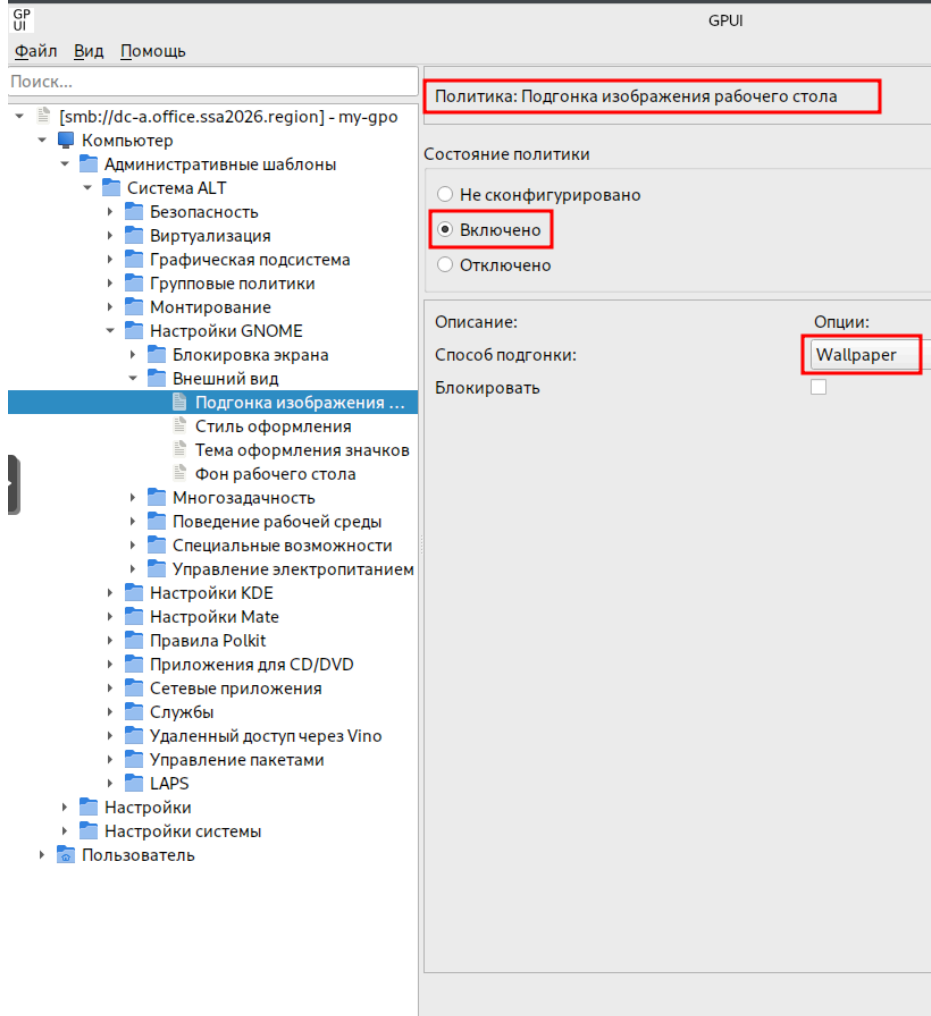 GP
UI
GPUI
Файл Вид Помощь
Поиск...
[smb://dc-a.office.ssa2026.region] - my-gpo
Компьютер
Административные шаблоны
Система ALT
Безопасность
Виртуализация
Графическая подсистема
Групповые политики
Монтирование
Настройки GNOME
Блокировка экрана
Внешний вид
Подгонка изображения ...
Стиль оформления
Тема оформления значков
Фон рабочего стола
Многозадачность
Поведение рабочей среды
Специальные возможности
Управление электропитанием
Настройки KDE
Настройки Mate
Правила Polkit
Приложения для CD/DVD
Сетевые приложения
Службы
Удаленный доступ через Vino
Управление пакетами
LAPS
Настройки
Настройки системы
Пользователь
Политика: Подгонка изображения рабочего стола
Состояние политики
Не сконфигурировано
Включено
Отключено
Описание: Опции:
Способ подгонки: Wallpaper
Блокировать